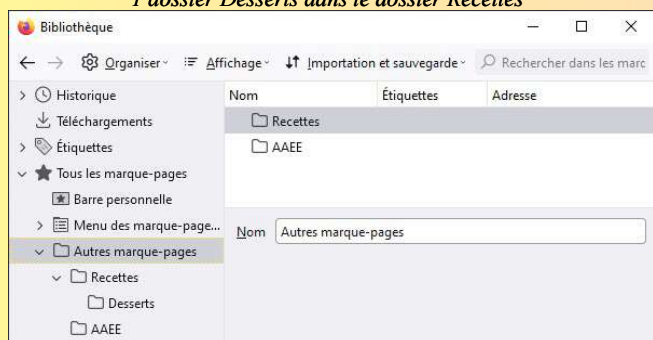 1 dossier Desserts dans le dossier Recettes
Bibliothèque
Organiser Affichage Importation et sauvegarde Rechercher dans les marc
Historique
Téléchargements
Étiquettes
Tous les marque-pages
Barre personnelle
Menu des marque-page...
Autres marque-pages
Recettes
Desserts
AAEE
Nom Étiquettes Adresse
Recettes
AAEE
Nom Autres marque-pages